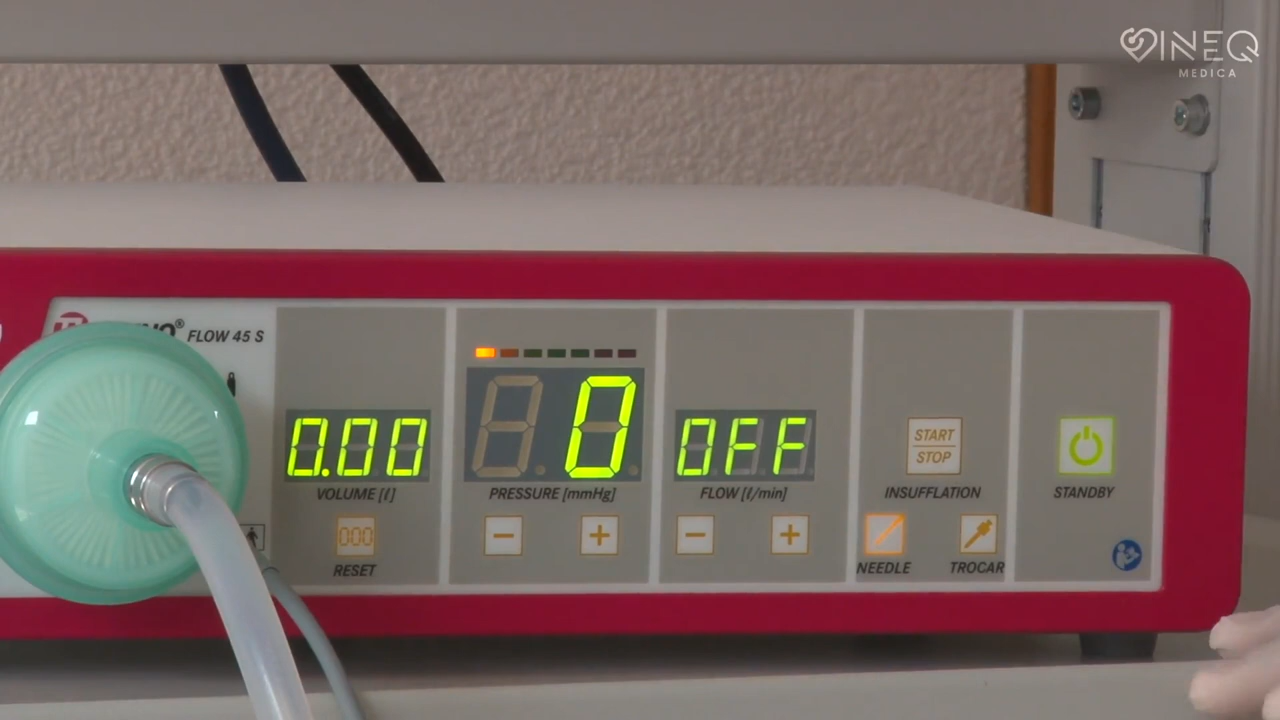 INEQ
MEDICA
FLOW 45 S
0.00
0
OFF
VOLUME [ℓ]
PRESSURE [mmHg]
FLOW [ℓ/min]
START
STOP
INSUFFLATION
STANDBY
− + − +
000
RESET
NEEDLE
TROCAR